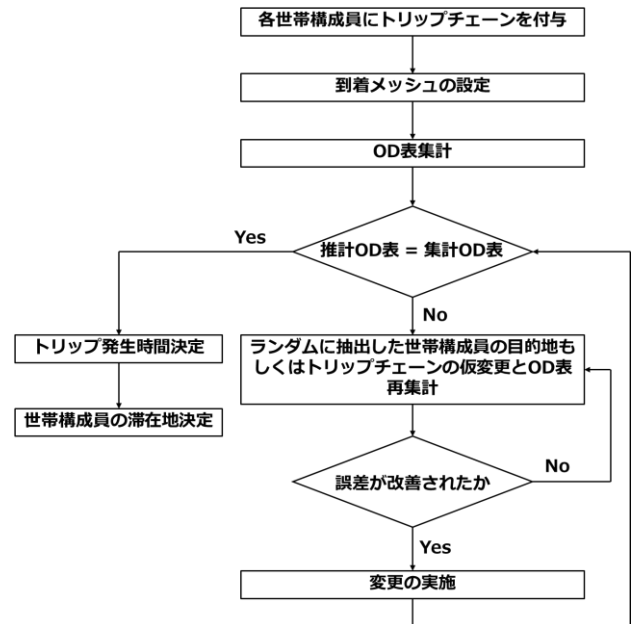 各世帯構成員にトリップチェーンを付与
到着メッシュの設定
OD表集計
推計OD表 = 集計OD表
Yes
No
トリップ発生時間決定
世帯構成員の滞在地決定
ランダムに抽出した世帯構成員の目的地も
しくはトリップチェーンの仮変更とOD表
再集計
誤差が改善されたか
No
Yes
変更の実施